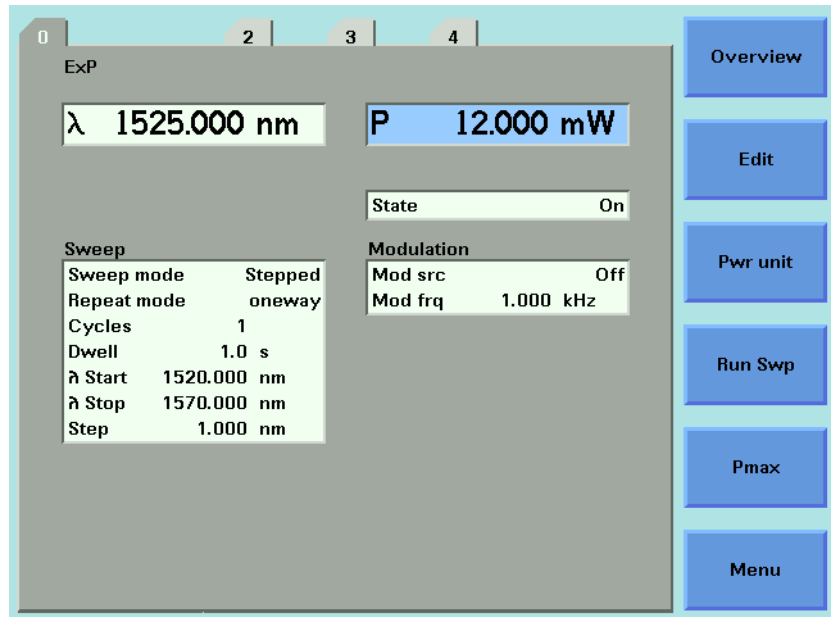 0 2 3 4
ExP
λ 1525.000 nm
P 12.000 mW
State On
Sweep
Sweep mode Stepped
Repeat mode oneway
Cycles 1
Dwell 1.0 s
λ Start 1520.000 nm
λ Stop 1570.000 nm
Step 1.000 nm
Modulation
Mod src Off
Mod frq 1.000 kHz
Overview
Edit
Pwr unit
Run Swp
Pmax
Menu